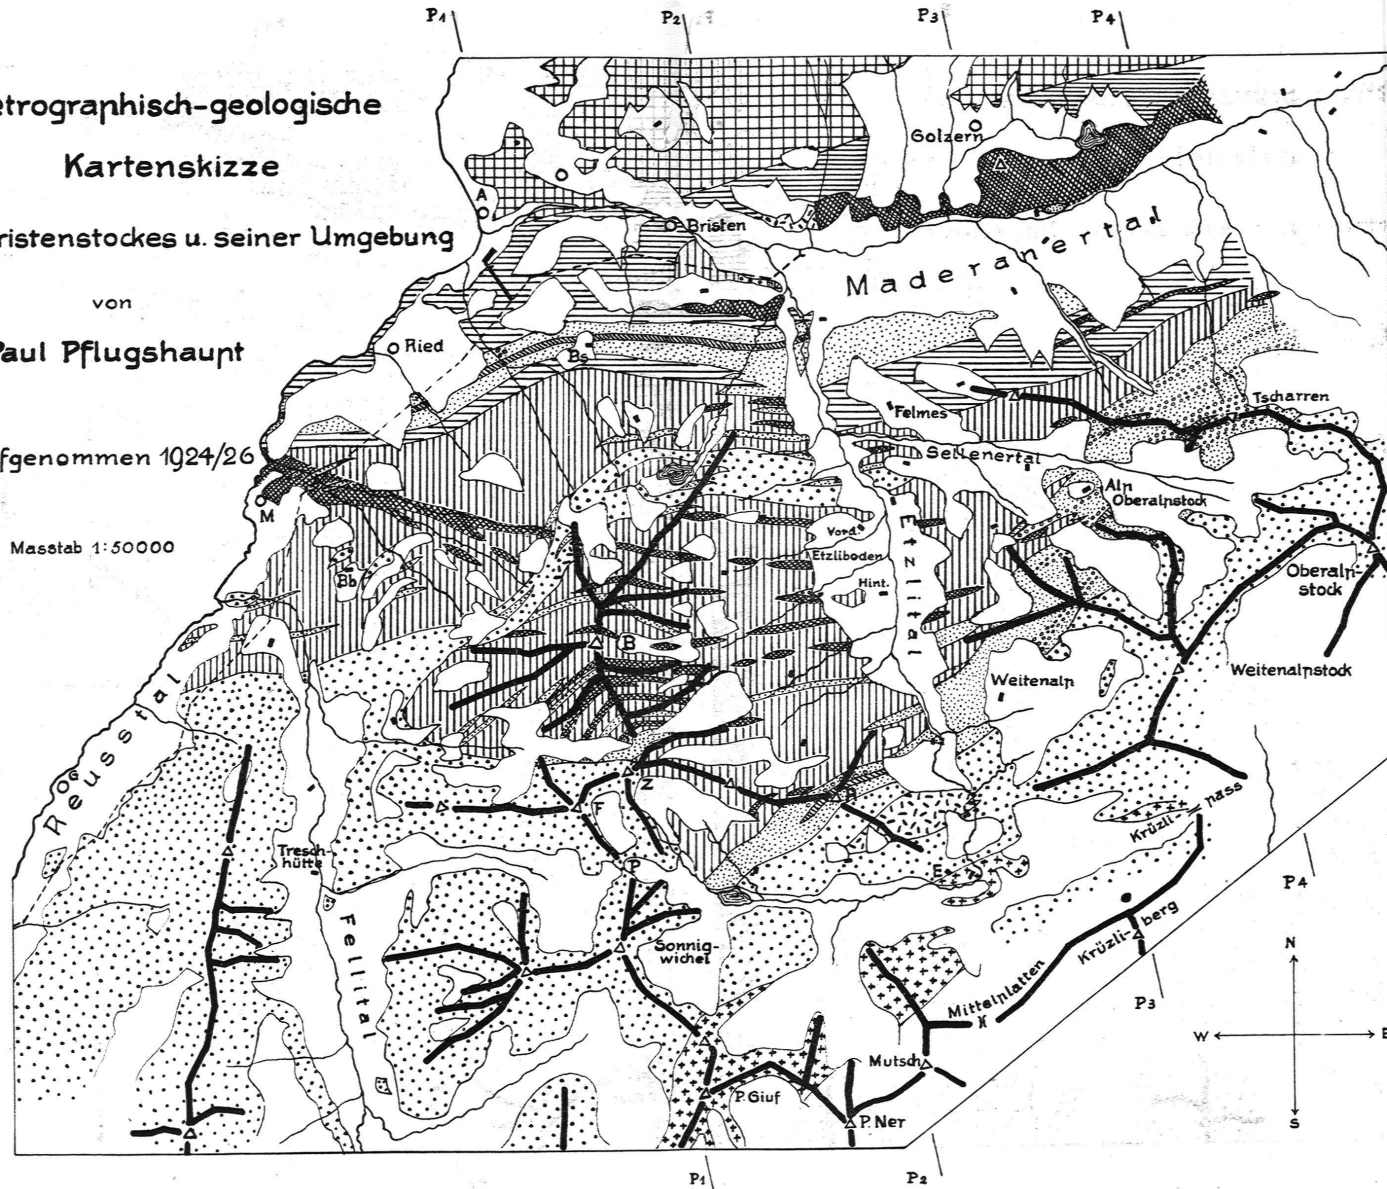 P1
P2
P3
P4
etrographisch-geologische
Kartenskizze
ristenstockes u. seiner Umgebung
von
Paul Pflugshaupt
fgenommen 1924/26
Masstab 1:50000
Golzern
A
Bristen
Maderanertal
Ried
Bs
Felmes
Tscharren
Sellenertal
Alp
Oberalpstock
M
Vord.
Etzliboden
Hint.
Etzlital
Bb
Oberalp-
stock
B
Weitenalp
Weitenalpstock
Reusstal
OG
Z
F
R
Krüzlipass
Tresch-
hütte
P
E
Fellital
Sonnig-
wichel
Krüzli-berg
Mittelplatten
Mutsch
P. Giuf
P. Ner
P4
P3
N
W
E
S
P1
P2